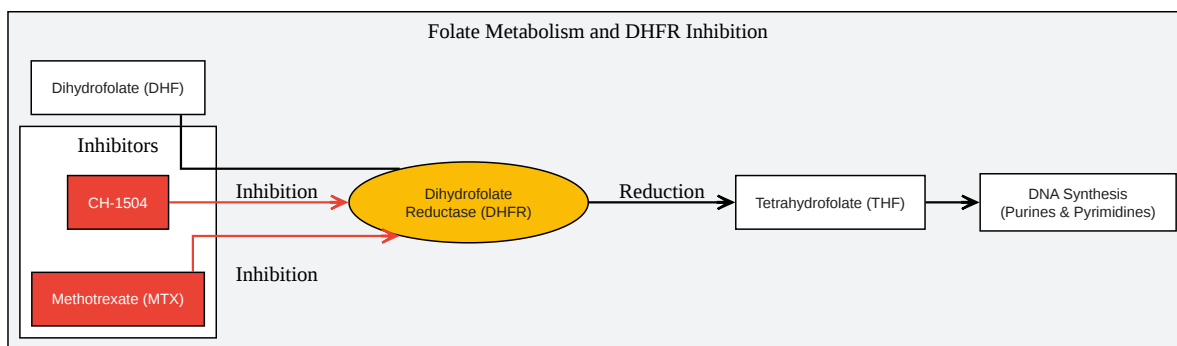 Folate Metabolism and DHFR Inhibition
Dihydrofolate (DHF)
Inhibitors
CH-1504
Methotrexate (MTX)
Inhibition
Inhibition
Dihydrofolate
Reductase (DHFR)
Reduction
Tetrahydrofolate (THF)
DNA Synthesis
(Purines & Pyrimidines)